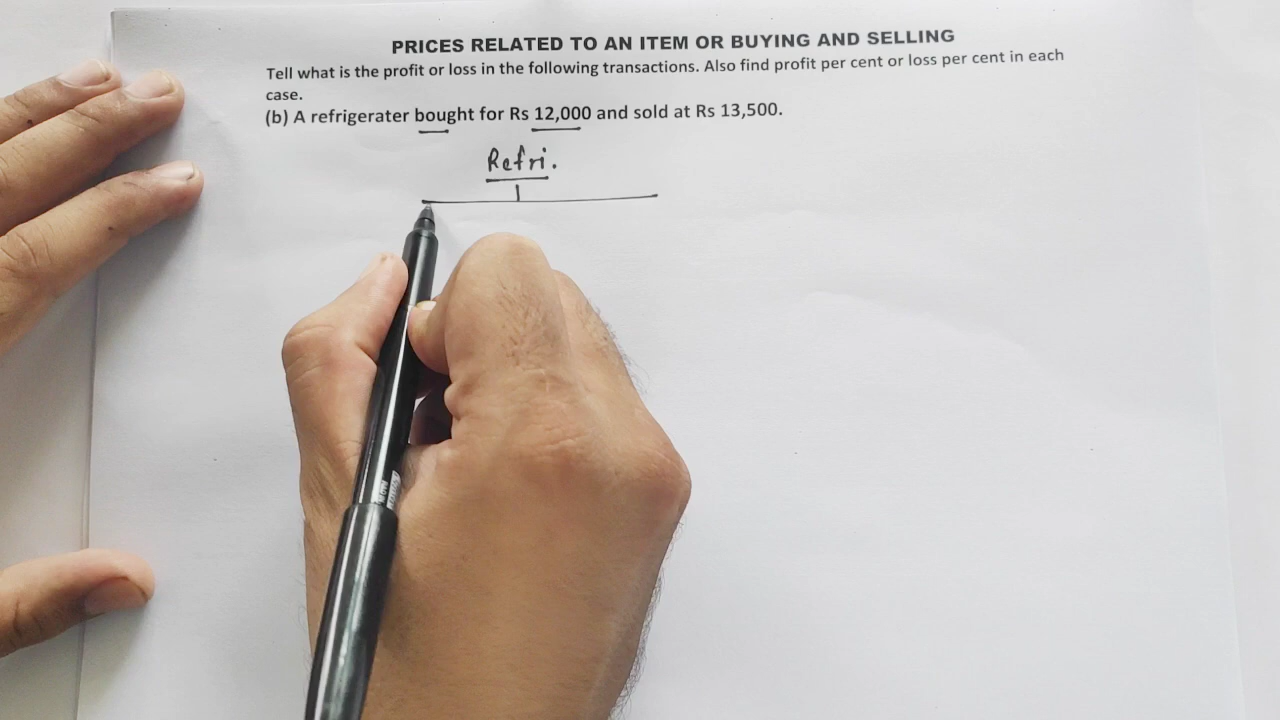 PRICES RELATED TO AN ITEM OR BUYING AND SELLING
Tell what is the profit or loss in the following transactions. Also find profit per cent or loss per cent in each
case.
(b) A refrigerater bought for Rs 12,000 and sold at Rs 13,500.
Refri.